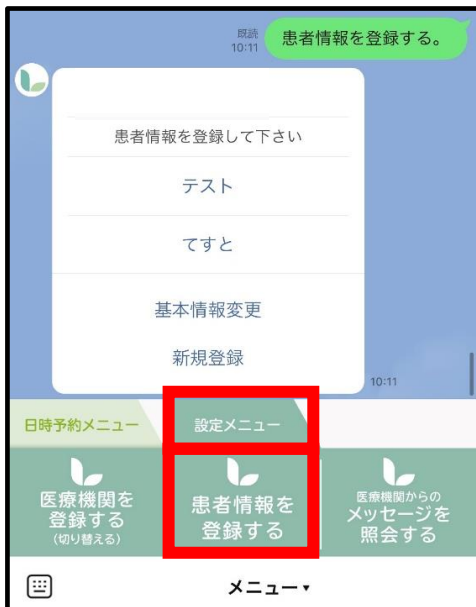 既読
10:11
患者情報を登録する。
患者情報を登録して下さい
テスト
てすと
基本情報変更
新規登録
10:11
日時予約メニュー
設定メニュー
医療機関を
登録する
(切り替える)
患者情報を
登録する
医療機関からの
メッセージを
照会する
メニュー▾